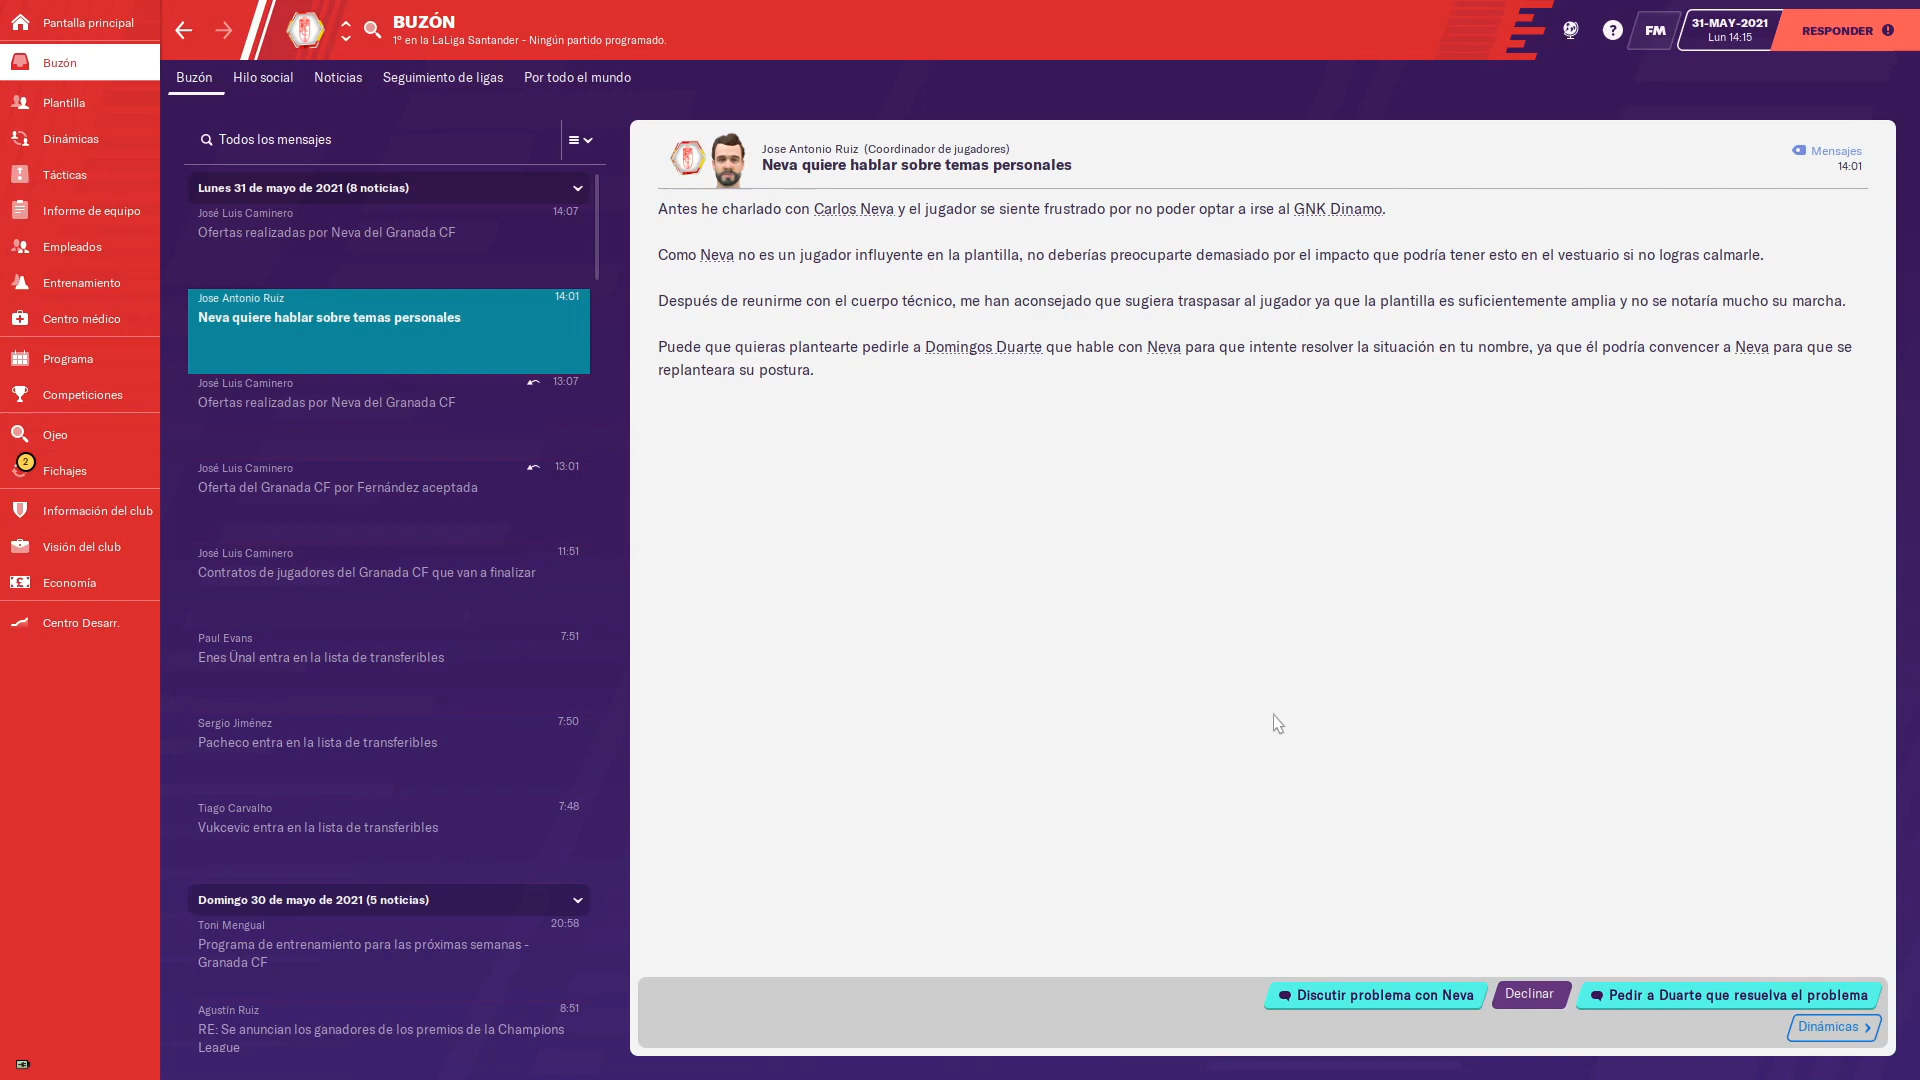 Pantalla principal
Buzón
Plantilla
Dinámicas
Tácticas
Informe de equipo
Empleados
Entrenamiento
Centro médico
Programa
Competiciones
Ojeo
2
Fichajes
Información del club
Visión del club
Economía
Centro Desarr.
BUZÓN
1º en la LaLiga Santander - Ningún partido programado.
?
FM
31-MAY-2021
Lun 14:15
RESPONDER
Buzón Hilo social Noticias Seguimiento de ligas Por todo el mundo
Todos los mensajes
Lunes 31 de mayo de 2021 (8 noticias)
José Luis Caminero 14:07
Ofertas realizadas por Neva del Granada CF
Jose Antonio Ruiz 14:01
Neva quiere hablar sobre temas personales
José Luis Caminero 13:07
Ofertas realizadas por Neva del Granada CF
José Luis Caminero 13:01
Oferta del Granada CF por Fernández aceptada
José Luis Caminero 11:51
Contratos de jugadores del Granada CF que van a finalizar
Paul Evans 7:51
Enes Ünal entra en la lista de transferibles
Sergio Jiménez 7:50
Pacheco entra en la lista de transferibles
Tiago Carvalho 7:48
Vukcevic entra en la lista de transferibles
Domingo 30 de mayo de 2021 (5 noticias)
Toni Mengual 20:58
Programa de entrenamiento para las próximas semanas -
Granada CF
Agustín Ruiz 8:51
RE: Se anuncian los ganadores de los premios de la Champions
League
Jose Antonio Ruiz (Coordinador de jugadores)
Neva quiere hablar sobre temas personales
Mensajes
14:01
Antes he charlado con Carlos Neva y el jugador se siente frustrado por no poder optar a irse al GNK Dinamo.
Como Neva no es un jugador influyente en la plantilla, no deberías preocuparte demasiado por el impacto que podría tener esto en el vestuario si no logras calmarle.
Después de reunirme con el cuerpo técnico, me han aconsejado que sugiera traspasar al jugador ya que la plantilla es suficientemente amplia y no se notaría mucho su marcha.
Puede que quieras plantearte pedirle a Domingos Duarte que hable con Neva para que intente resolver la situación en tu nombre, ya que él podría convencer a Neva para que se
replanteara su postura.
Discutir problema con Neva
Declinar
Pedir a Duarte que resuelva el problema
Dinámicas